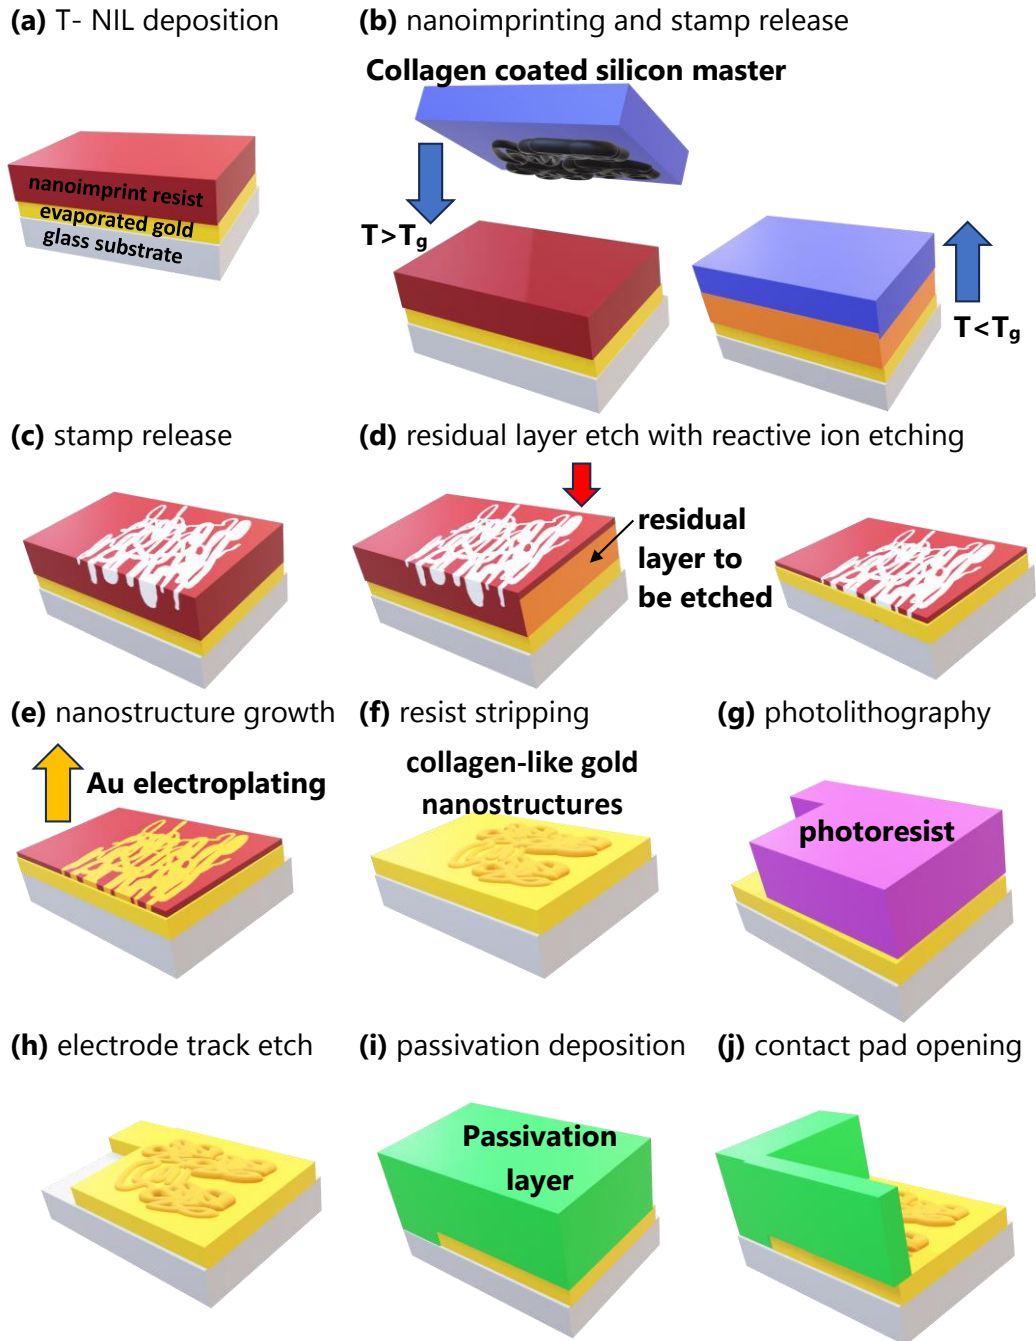 (a) T- NIL deposition
(b) nanoimprinting and stamp release
Collagen coated silicon master
nanoimprint resist
evaporated gold
glass substrate
T>Tg
T<Tg
(c) stamp release
(d) residual layer etch with reactive ion etching
residual
layer to
be etched
(e) nanostructure growth
Au electroplating
(f) resist stripping
collagen-like gold
nanostructures
(g) photolithography
photoresist
(h) electrode track etch
(i) passivation deposition
Passivation
layer
(j) contact pad opening